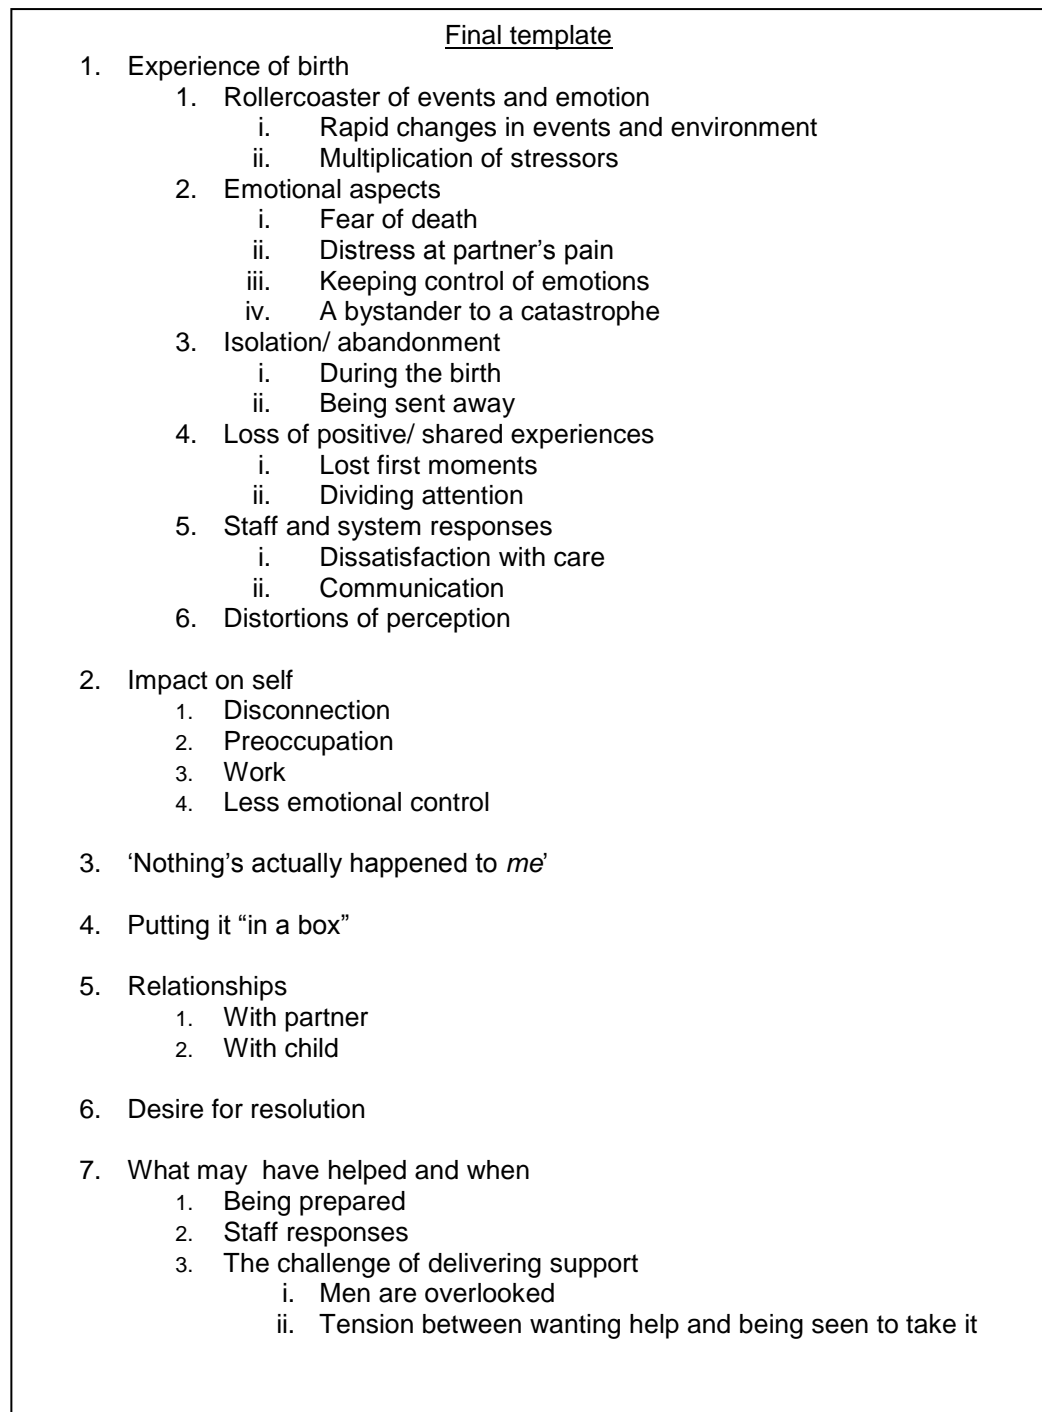 Final template
1. Experience of birth
1. Rollercoaster of events and emotion
i. Rapid changes in events and environment
ii. Multiplication of stressors
2. Emotional aspects
i. Fear of death
ii. Distress at partner’s pain
iii. Keeping control of emotions
iv. A bystander to a catastrophe
3. Isolation/ abandonment
i. During the birth
ii. Being sent away
4. Loss of positive/ shared experiences
i. Lost first moments
ii. Dividing attention
5. Staff and system responses
i. Dissatisfaction with care
ii. Communication
6. Distortions of perception
2. Impact on self
1. Disconnection
2. Preoccupation
3. Work
4. Less emotional control
3. ‘Nothing’s actually happened to me’
4. Putting it “in a box”
5. Relationships
1. With partner
2. With child
6. Desire for resolution
7. What may  have helped and when
1. Being prepared
2. Staff responses
3. The challenge of delivering support
i. Men are overlooked
ii. Tension between wanting help and being seen to take it